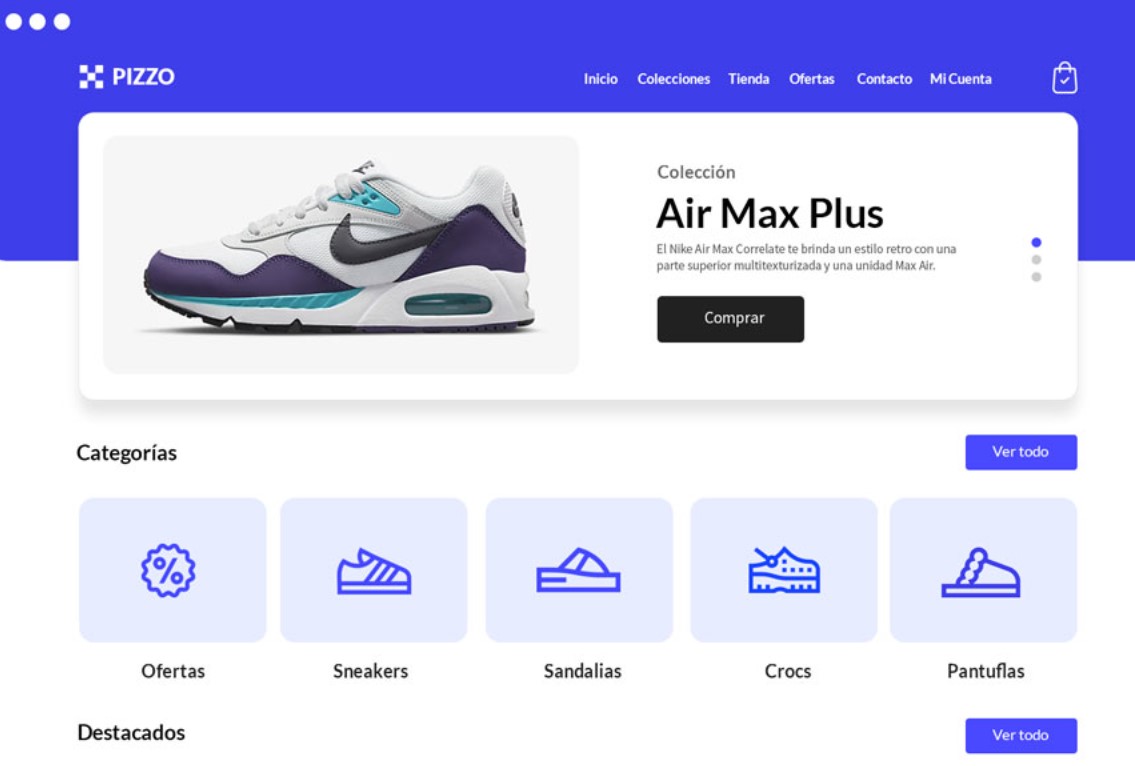 PIZZO
Inicio Colecciones Tienda Ofertas Contacto Mi Cuenta
Colección
Air Max Plus
El Nike Air Max Correlate te brinda un estilo retro con una
parte superior multitexturizada y una unidad Max Air.
Comprar
Categorías
Ver todo
%
Ofertas
Sneakers
Sandalias
Crocs
Pantuflas
Destacados
Ver todo